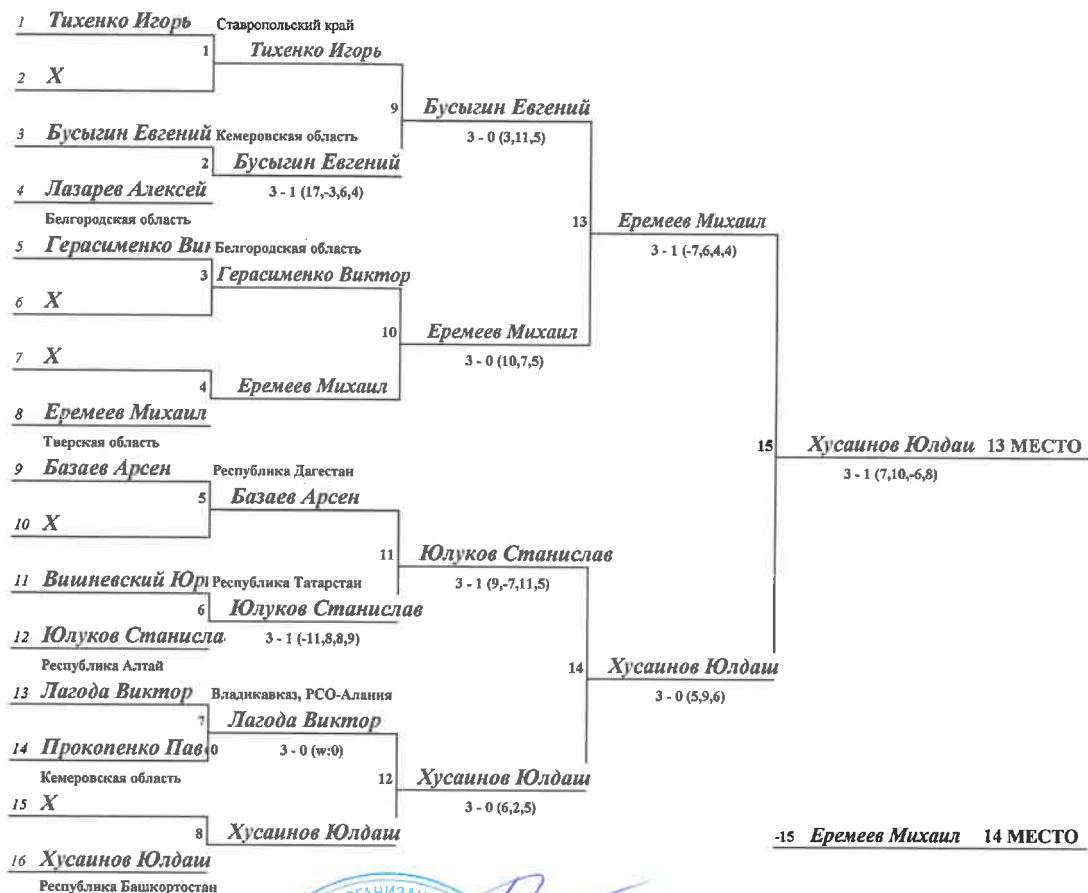 1 Тихенко Игорь Ставропольский край
1 Тихенко Игорь
2 X
9 Бусыгин Евгений
3 - 0 (3,11,5)
3 Бусыгин Евгений Кемеровская область
2 Бусыгин Евгений
3 - 1 (17,-3,6,4)
4 Лазарев Алексей
Белгородская область
13 Еремеев Михаил
3 - 1 (-7,6,4,4)
5 Герасименко Ви Белгородская область
3 Герасименко Виктор
6 X
10 Еремеев Михаил
3 - 0 (10,7,5)
7 X
4 Еремеев Михаил
8 Еремеев Михаил
Тверская область
15 Хусаинов Юлдаш 13 МЕСТО
3 - 1 (7,10,-6,8)
9 Базаев Арсен Республика Дагестан
5 Базаев Арсен
10 X
11 Юлуков Станислав
3 - 1 (9,-7,11,5)
11 Вишневский Юри Республика Татарстан
6 Юлуков Станислав
3 - 1 (-11,8,8,9)
12 Юлуков Станисла
Республика Алтай
14 Хусаинов Юлдаш
3 - 0 (5,9,6)
13 Лагода Виктор Владикавказ, РСО-Алания
7 Лагода Виктор
3 - 0 (w:0)
14 Прокопенко Пав 0
Кемеровская область
12 Хусаинов Юлдаш
3 - 0 (6,2,5)
15 X
8 Хусаинов Юлдаш
16 Хусаинов Юлдаш
Республика Башкортостан
-15 Еремеев Михаил 14 МЕСТО